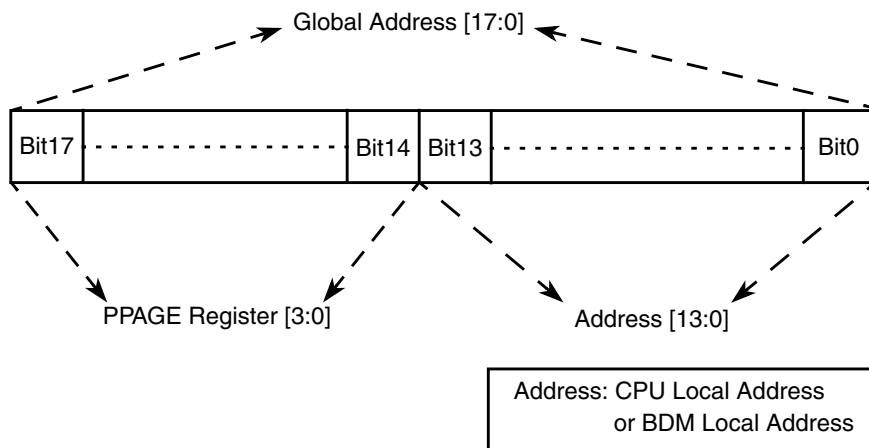 Global Address [17:0]
Bit17
Bit14
Bit13
Bit0
PPAGE Register [3:0]
Address [13:0]
Address: CPU Local Address
or BDM Local Address